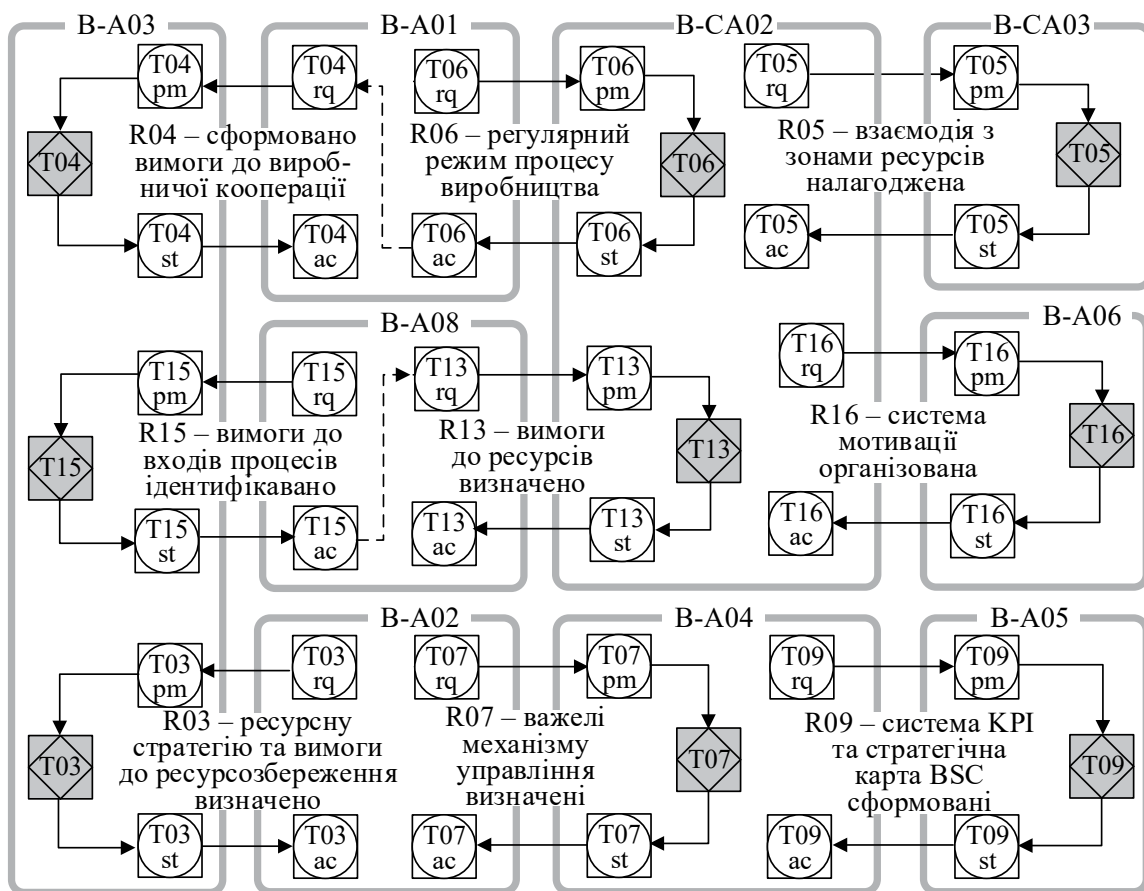 B-A03
B-A01
B-CA02
B-CA03
T04
pm
T04
rq
T06
rq
T06
pm
T05
rq
T05
pm
T04
R04 – сформовано
вимоги до вироб-
ничої кооперації
R06 – регулярний
режим процесу
виробництва
T06
R05 – взаємодія з
зонами ресурсів
налагоджена
T05
T04
st
T04
ac
T06
ac
T06
st
T05
ac
T05
st
B-A08
B-A06
T15
pm
T15
rq
T13
rq
T13
pm
T16
rq
T16
pm
T15
R15 – вимоги до
входів процесів
ідентифікавано
R13 – вимоги
до ресурсів
визначено
T13
R16 – система
мотивації
організована
T16
T15
st
T15
ac
T13
ac
T13
st
T16
ac
T16
st
B-A02
B-A04
B-A05
T03
pm
T03
rq
T07
rq
T07
pm
T09
rq
T09
pm
T03
R03 – ресурсну
стратегію та вимоги
до ресурсозбереження
визначено
R07 – важелі
механізму
управління
визначені
T07
R09 – система KPI
та стратегічна
карта BSC
сформовані
T09
T03
st
T03
ac
T07
ac
T07
st
T09
ac
T09
st